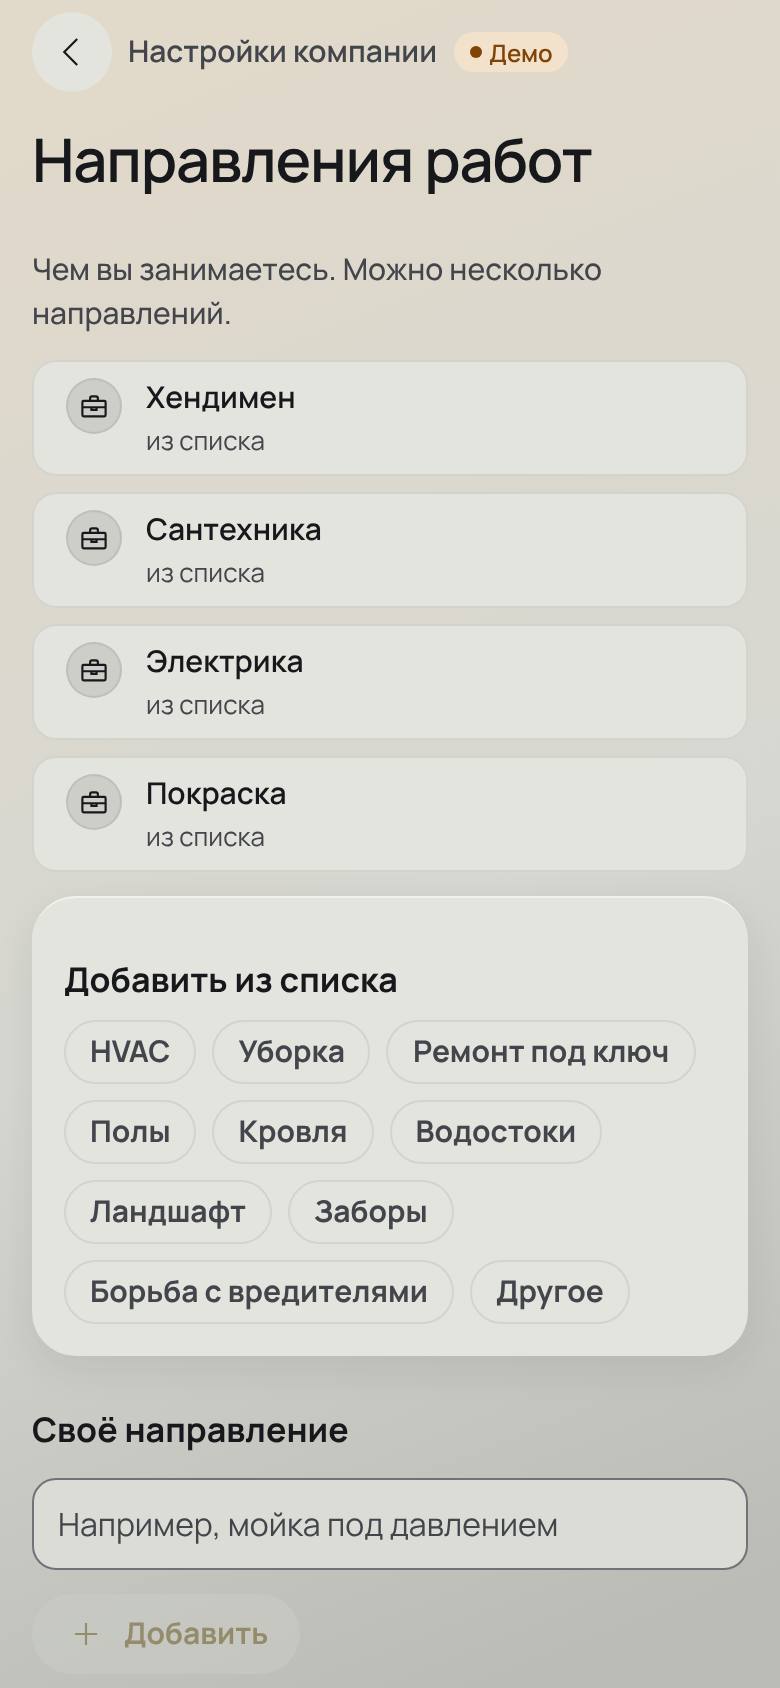 Настройки компании Демо
Направления работ
Чем вы занимаетесь. Можно несколько
направлений.
Хендимен
из списка
Сантехника
из списка
Электрика
из списка
Покраска
из списка
Добавить из списка
HVAC Уборка Ремонт под ключ
Полы Кровля Водостоки
Ландшафт Заборы
Борьба с вредителями Другое
Своё направление
Например, мойка под давлением
Добавить